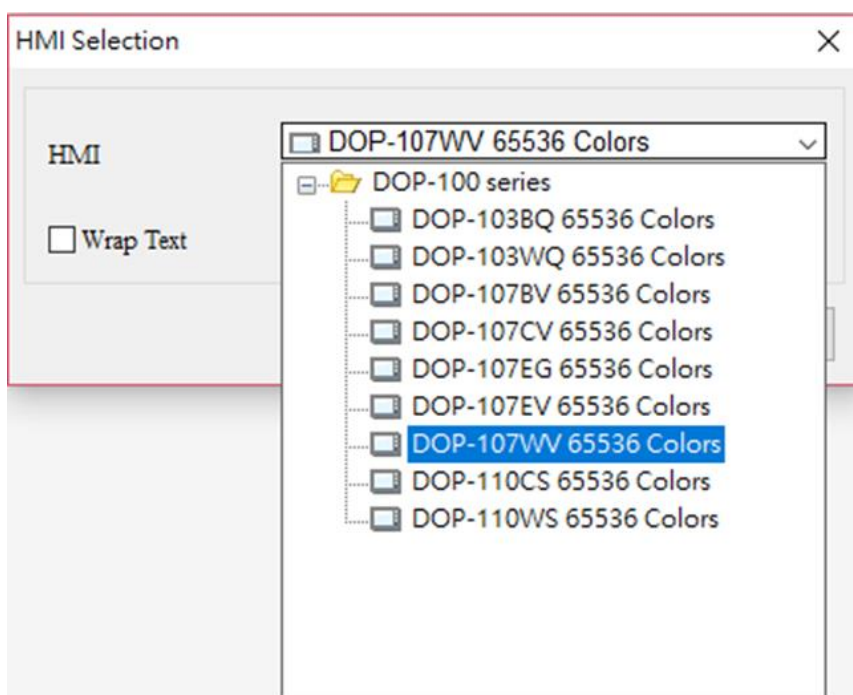 HMI Selection
HMI
DOP-107WV 65536 Colors
Wrap Text
DOP-100 series
DOP-103BQ 65536 Colors
DOP-103WQ 65536 Colors
DOP-107BV 65536 Colors
DOP-107CV 65536 Colors
DOP-107EG 65536 Colors
DOP-107EV 65536 Colors
DOP-107WV 65536 Colors
DOP-110CS 65536 Colors
DOP-110WS 65536 Colors